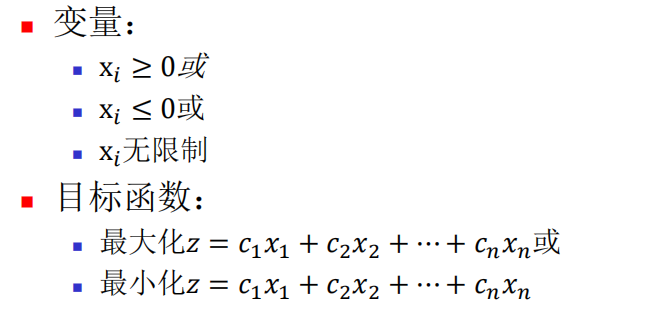 变量：
xᵢ ≥ 0或
xᵢ ≤ 0或
xᵢ无限制
目标函数：
最大化z = c₁x₁ + c₂x₂ + ⋯ + cₙxₙ或
最小化z = c₁x₁ + c₂x₂ + ⋯ + cₙxₙ